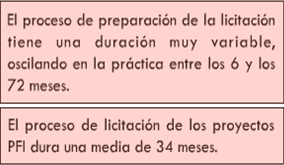 El proceso de preparación de la licitación
tiene una duración muy variable,
oscilando en la práctica entre los 6 y los
72 meses.
El proceso de licitación de los proyectos
PFI dura una media de 34 meses.